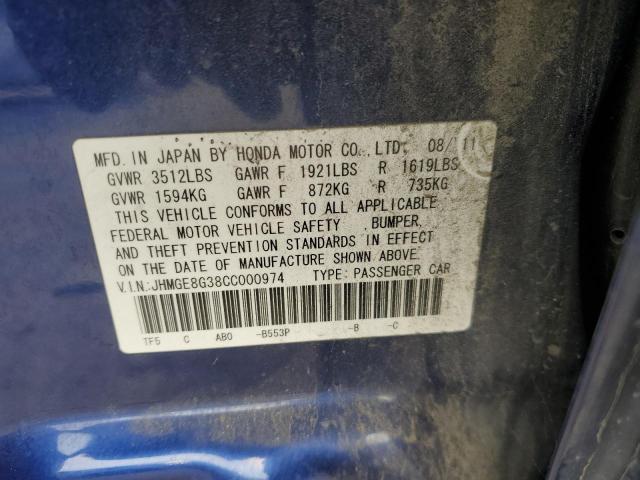 MFD. IN JAPAN BY HONDA MOTOR CO.,LTD. 08/11
GVWR 3512LBS GAWR F 1921LBS R 1619LBS
GVWR 1594KG GAWR F 872KG R 735KG
THIS VEHICLE CONFORMS TO ALL APPLICABLE
FEDERAL MOTOR VEHICLE SAFETY ,BUMPER,
AND THEFT PREVENTION STANDARDS IN EFFECT
ON THE DATE OF MANUFACTURE SHOWN ABOVE.
V.I.N:JHMGE8G38CC000974 TYPE: PASSENGER CAR
TF5 C AB0 -B553P _ -B -C